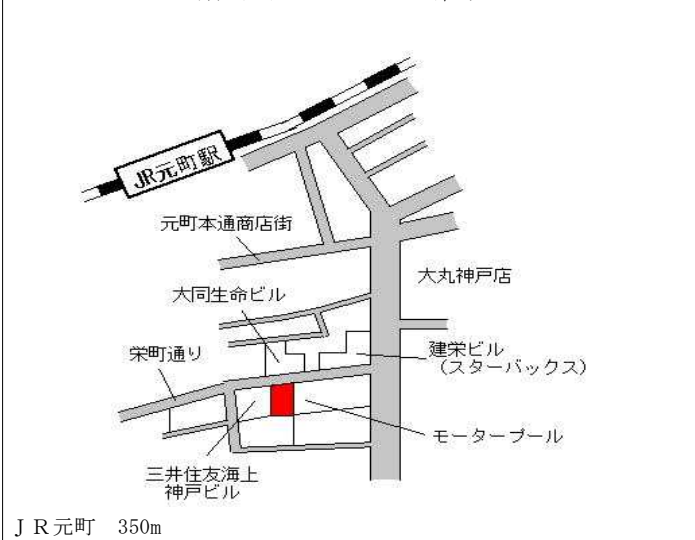 JR元町駅
元町本通商店街
大丸神戸店
大同生命ビル
栄町通り
建栄ビル
（スターバックス）
モータープール
三井住友海上
神戸ビル
ＪＲ元町　350m